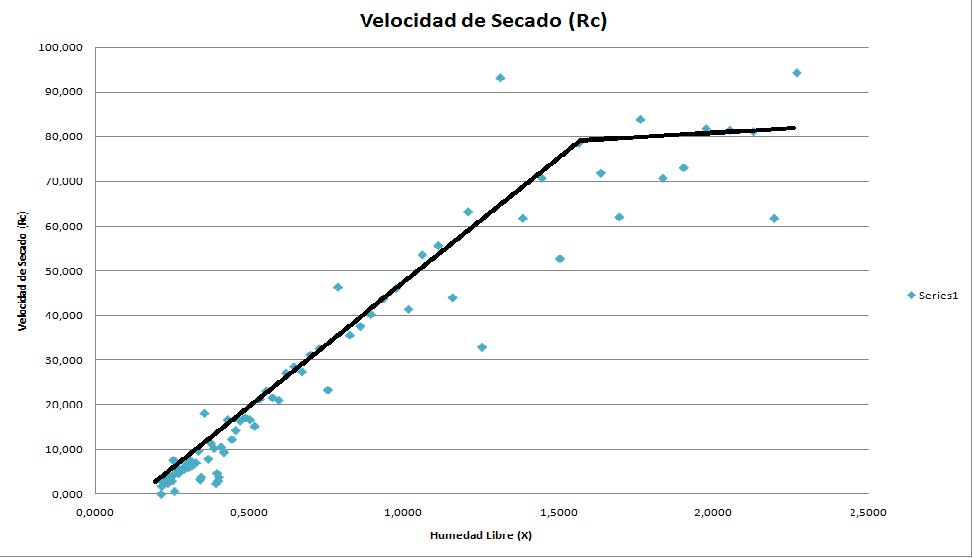 Velocidad de Secado (Rc)
100,000
90,000
80,000
70,000
60,000
50,000
40,000
30,000
20,000
10,000
0,000
Velocidad de Secado (Rc)
0,0000 0,5000 1,0000 1,5000 2,0000 2,5000
Humedad Libre (X)
Series1